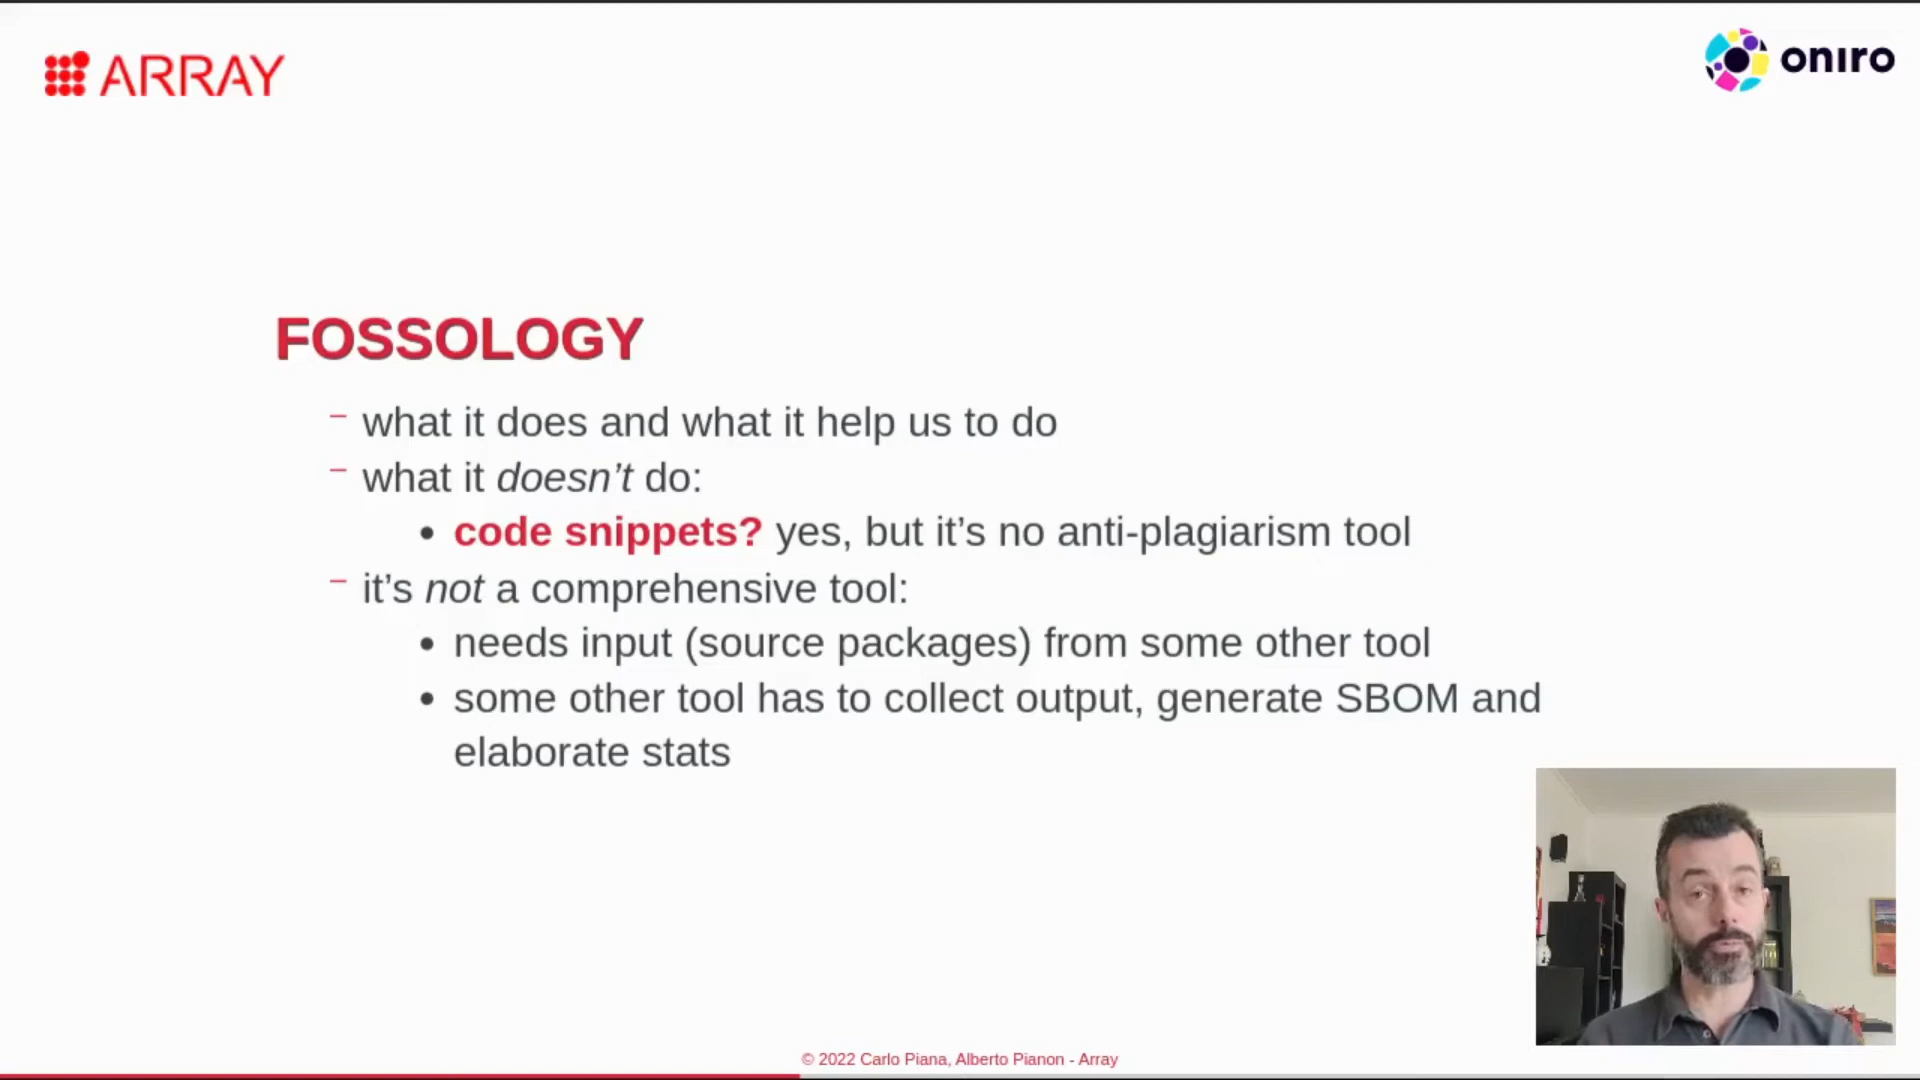 ARRAY
oniro
FOSSOLOGY
– what it does and what it help us to do
– what it doesn’t do:
• code snippets? yes, but it’s no anti-plagiarism tool
– it’s not a comprehensive tool:
• needs input (source packages) from some other tool
• some other tool has to collect output, generate SBOM and
elaborate stats
© 2022 Carlo Piana, Alberto Pianon - Array